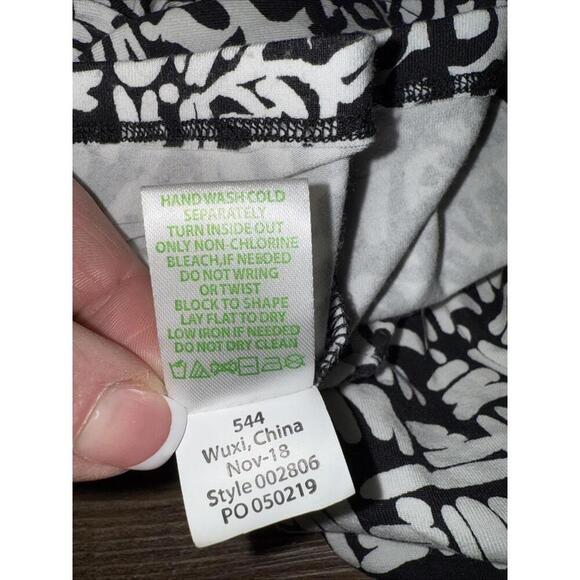 HAND WASH COLD
SEPARATELY
TURN INSIDE OUT
ONLY NON-CHLORINE
BLEACH,IF NEEDED
DO NOT WRING
OR TWIST
BLOCK TO SHAPE
LAY FLAT TO DRY
LOW IRON IF NEEDED
DO NOT DRY CLEAN
544
Wuxi, China
Nov-18
Style 002806
PO 050219